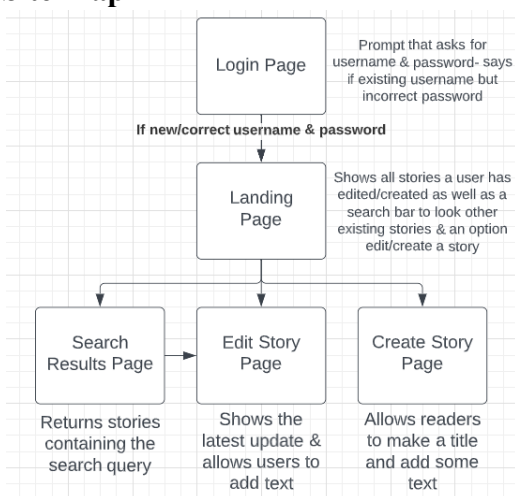 Login Page
Prompt that asks for
username & password- says
if existing username but
incorrect password
If new/correct username & password
Landing
Page
Shows all stories a user has
edited/created as well as a
search bar to look other
existing stories & an option
edit/create a story
Search
Results Page
Edit Story
Page
Create Story
Page
Returns stories
containing the
search query
Shows the
latest update &
allows users to
add text
Allows readers
to make a title
and add some
text